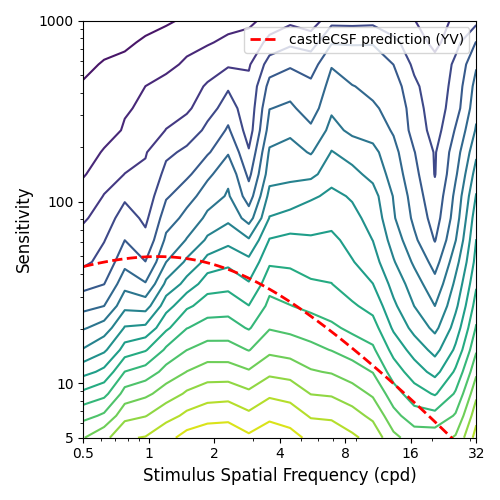 1000
castleCSF prediction (YV)
100
10
5
Sensitivity
0.5 1 2 4 8 16 32
Stimulus Spatial Frequency (cpd)